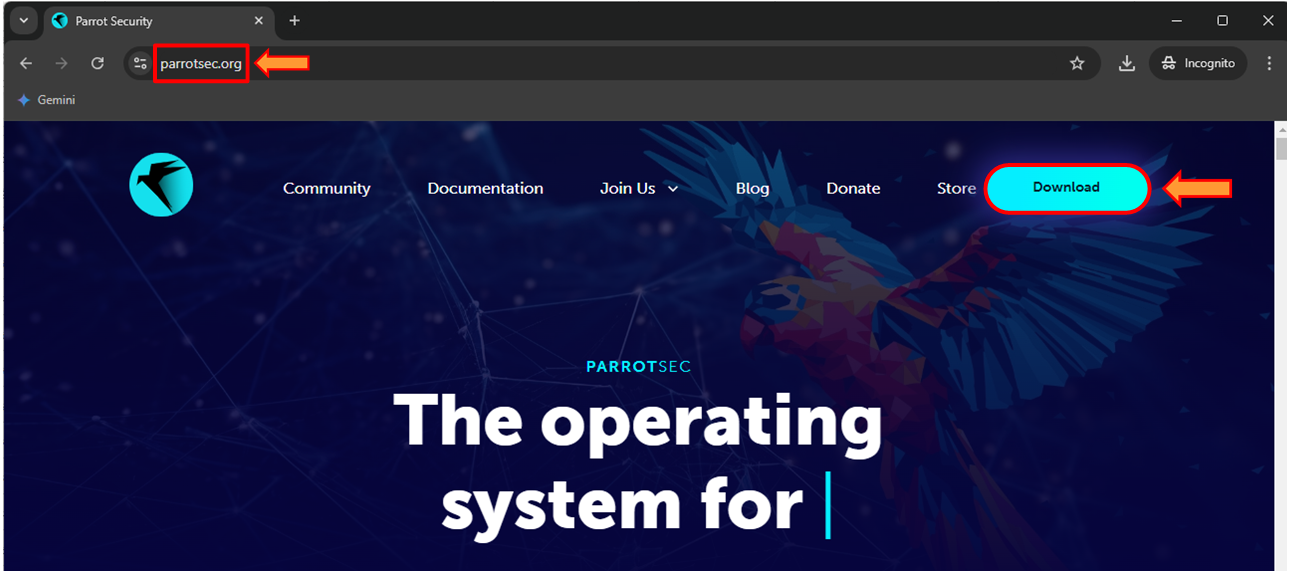 Parrot Security
parrotsec.org
Incognito
Gemini
Community Documentation Join Us Blog Donate Store Download
PARROTSEC
The operating
system for